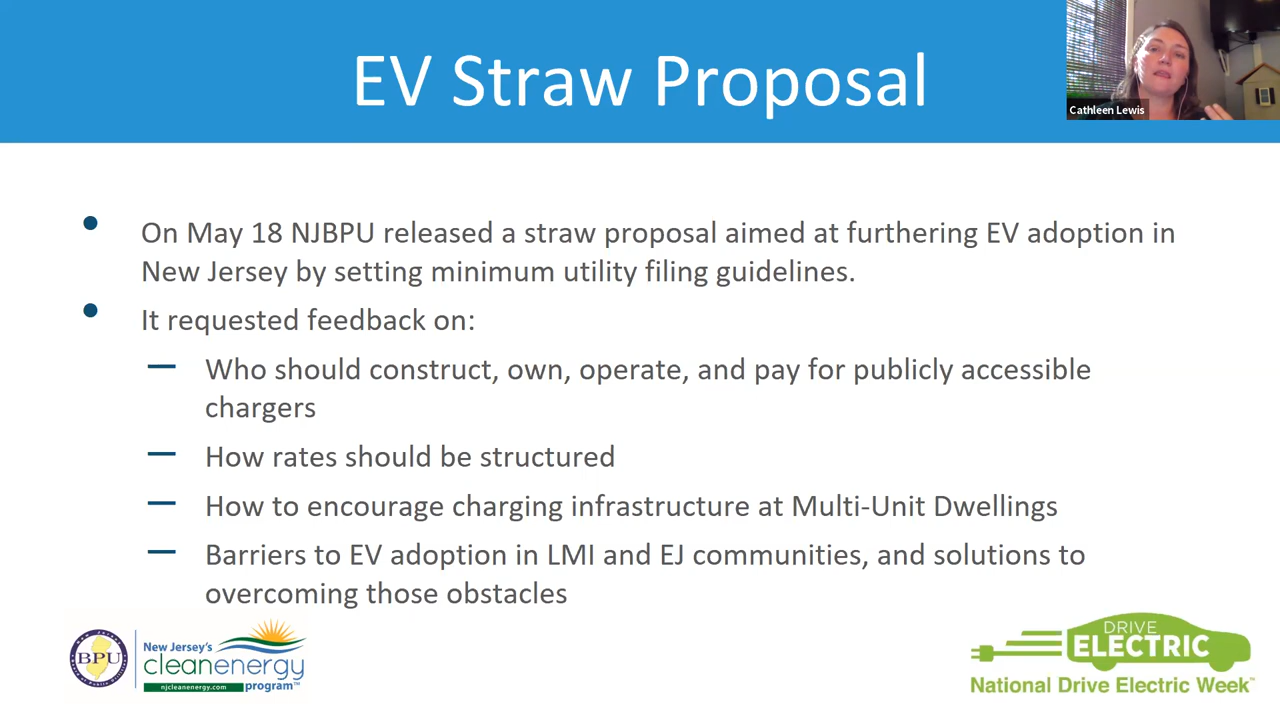 EV Straw Proposal
Cathleen Lewis
• On May 18 NJBPU released a straw proposal aimed at furthering EV adoption in
New Jersey by setting minimum utility filing guidelines.
• It requested feedback on:
— Who should construct, own, operate, and pay for publicly accessible
chargers
— How rates should be structured
— How to encourage charging infrastructure at Multi-Unit Dwellings
— Barriers to EV adoption in LMI and EJ communities, and solutions to
overcoming those obstacles
BPU
New Jersey's
cleanenergy
njcleanenergy.com
program™
DRIVE
ELECTRIC
National Drive Electric Week™